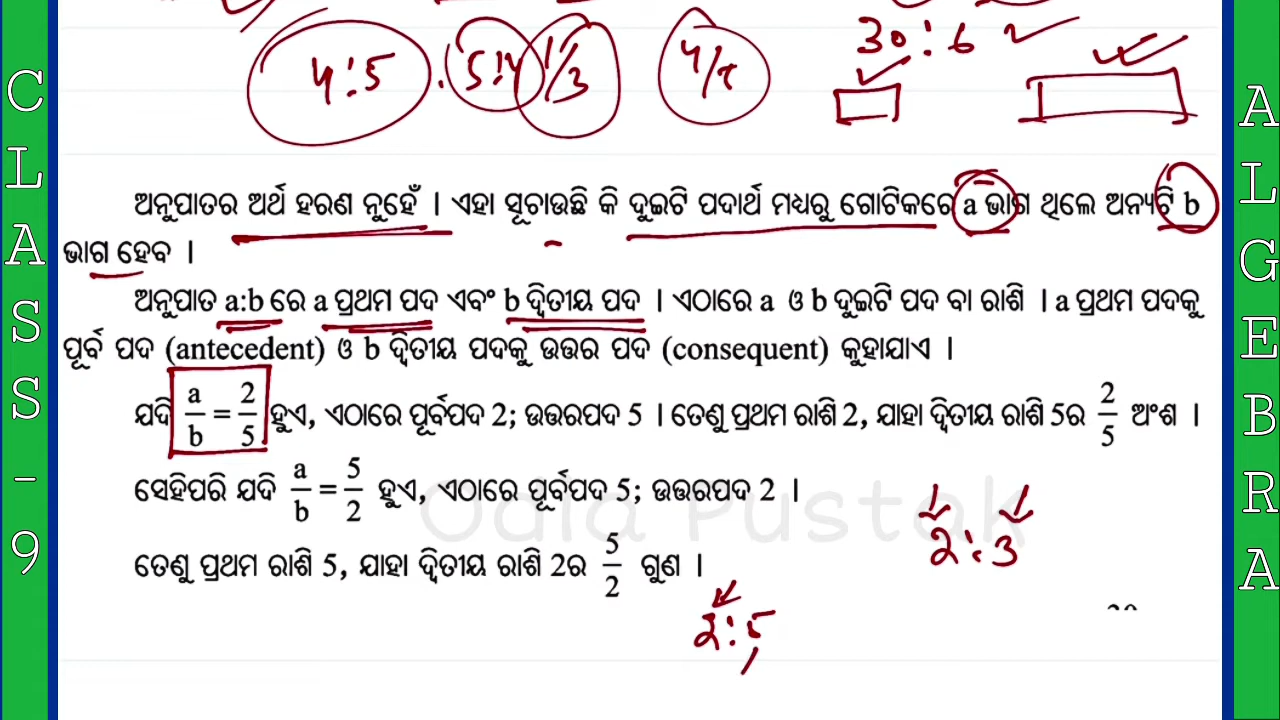 CLASS-9
ALGEBRA
30 : 6
4:5 5:4 1/3
ଅନୁପାତର ଅର୍ଥ ହରଣ ନୁହେଁ । ଏହା ସୂଚାଉଛି କି ଦୁଇଟି ପଦାର୍ଥ ମଧ୍ୟରୁ ଗୋଟିକରେ a ଭାଗ ଥିଲେ ଅନ୍ୟଟି b
ଭାଗ ହେବ ।
ଅନୁପାତ a:b ରେ a ପ୍ରଥମ ପଦ ଏବଂ b ଦ୍ୱିତୀୟ ପଦ । ଏଠାରେ a ଓ b ଦୁଇଟି ପଦ ବା ରାଶି । a ପ୍ରଥମ ପଦକୁ
ପୂର୍ବ ପଦ (antecedent) ଓ b ଦ୍ୱିତୀୟ ପଦକୁ ଉତ୍ତର ପଦ (consequent) କୁହାଯାଏ ।
ଯଦି a/b = 2/5 ହୁଏ, ଏଠାରେ ପୂର୍ବପଦ 2; ଉତ୍ତରପଦ 5 । ତେଣୁ ପ୍ରଥମ ରାଶି 2, ଯାହା ଦ୍ୱିତୀୟ ରାଶି 5ର 2/5 ଅଂଶ ।
ସେହିପରି ଯଦି a/b = 5/2 ହୁଏ, ଏଠାରେ ପୂର୍ବପଦ 5; ଉତ୍ତରପଦ 2 ।
Odia Pustak
2:3
ତେଣୁ ପ୍ରଥମ ରାଶି 5, ଯାହା ଦ୍ୱିତୀୟ ରାଶି 2ର 5/2 ଗୁଣ ।
2:5